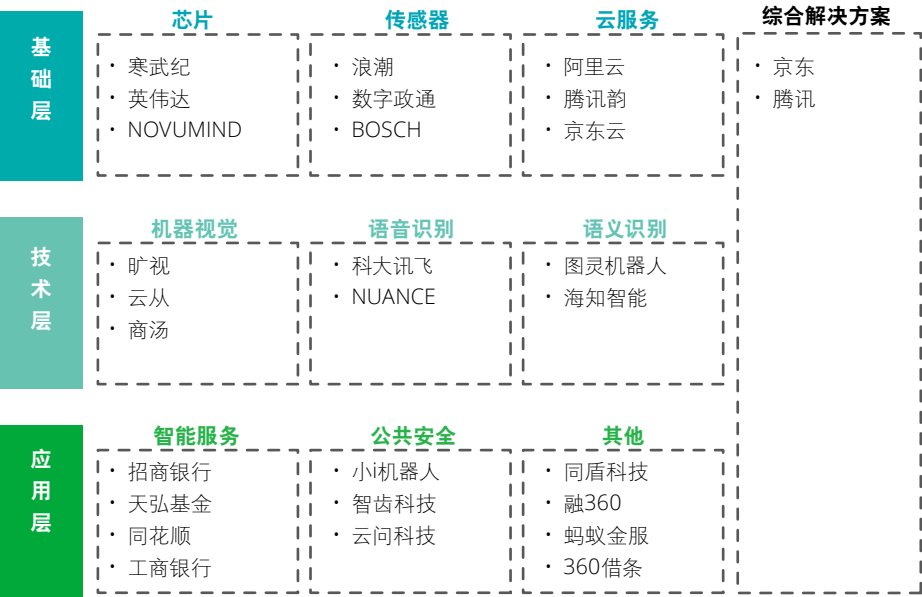 基础层
芯片
· 寒武纪
· 英伟达
· NOVUMIND
传感器
· 浪潮
· 数字政通
· BOSCH
云服务
· 阿里云
· 腾讯韵
· 京东云
综合解决方案
· 京东
· 腾讯
技术层
机器视觉
· 旷视
· 云从
· 商汤
语音识别
· 科大讯飞
· NUANCE
语义识别
· 图灵机器人
· 海知智能
应用层
智能服务
· 招商银行
· 天弘基金
· 同花顺
· 工商银行
公共安全
· 小i机器人
· 智齿科技
· 云问科技
其他
· 同盾科技
· 融360
· 蚂蚁金服
· 360借条